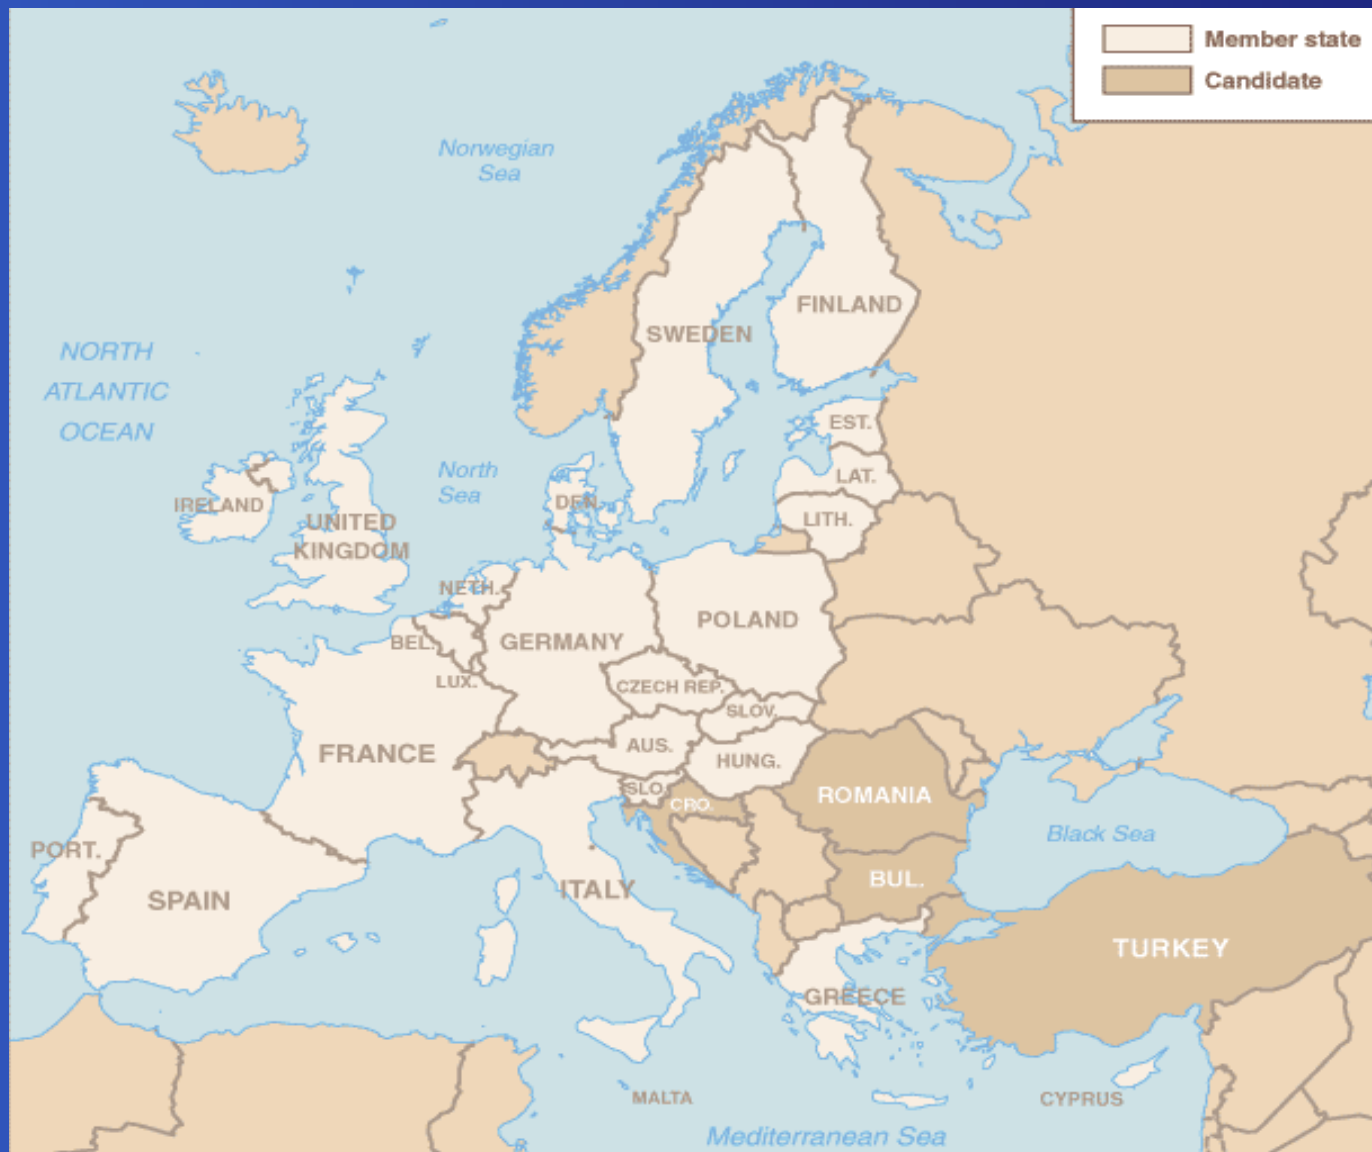 Member state
Candidate
Norwegian
Sea
NORTH
ATLANTIC
OCEAN
FINLAND
SWEDEN
North
Sea
EST.
LAT.
LITH.
IRELAND
UNITED
KINGDOM
DEN.
NETH.
BEL.
LUX.
GERMANY
POLAND
CZECH REP.
SLOV.
AUS.
HUNG.
FRANCE
SLO.
CRO.
ROMANIA
Black Sea
PORT.
SPAIN
ITALY
BUL.
TURKEY
GREECE
MALTA
CYPRUS
Mediterranean Sea